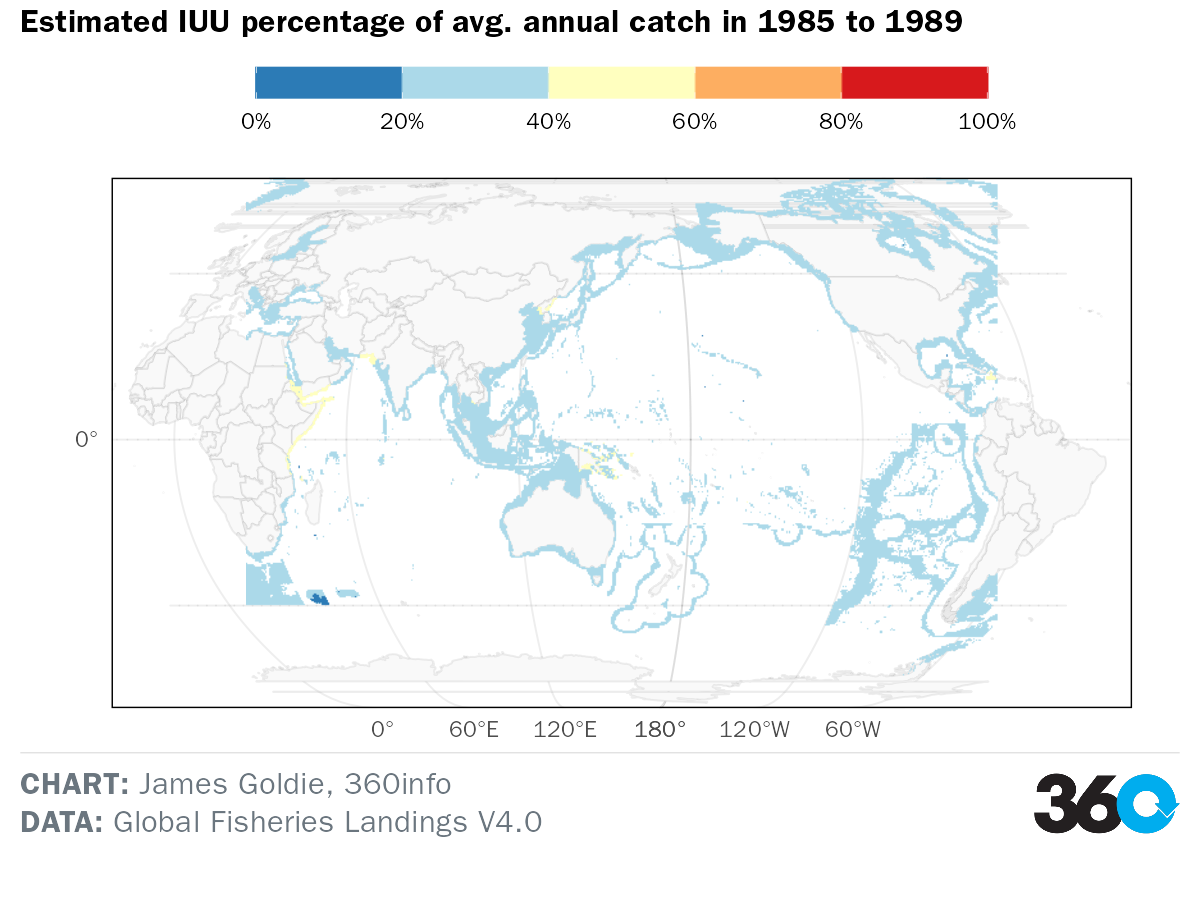 Estimated IUU percentage of avg. annual catch in 1985 to 1989
0% 20% 40% 60% 80% 100%
0°
0° 60°E 120°E 180° 120°W 60°W
CHART: James Goldie, 360info
DATA: Global Fisheries Landings V4.0
360